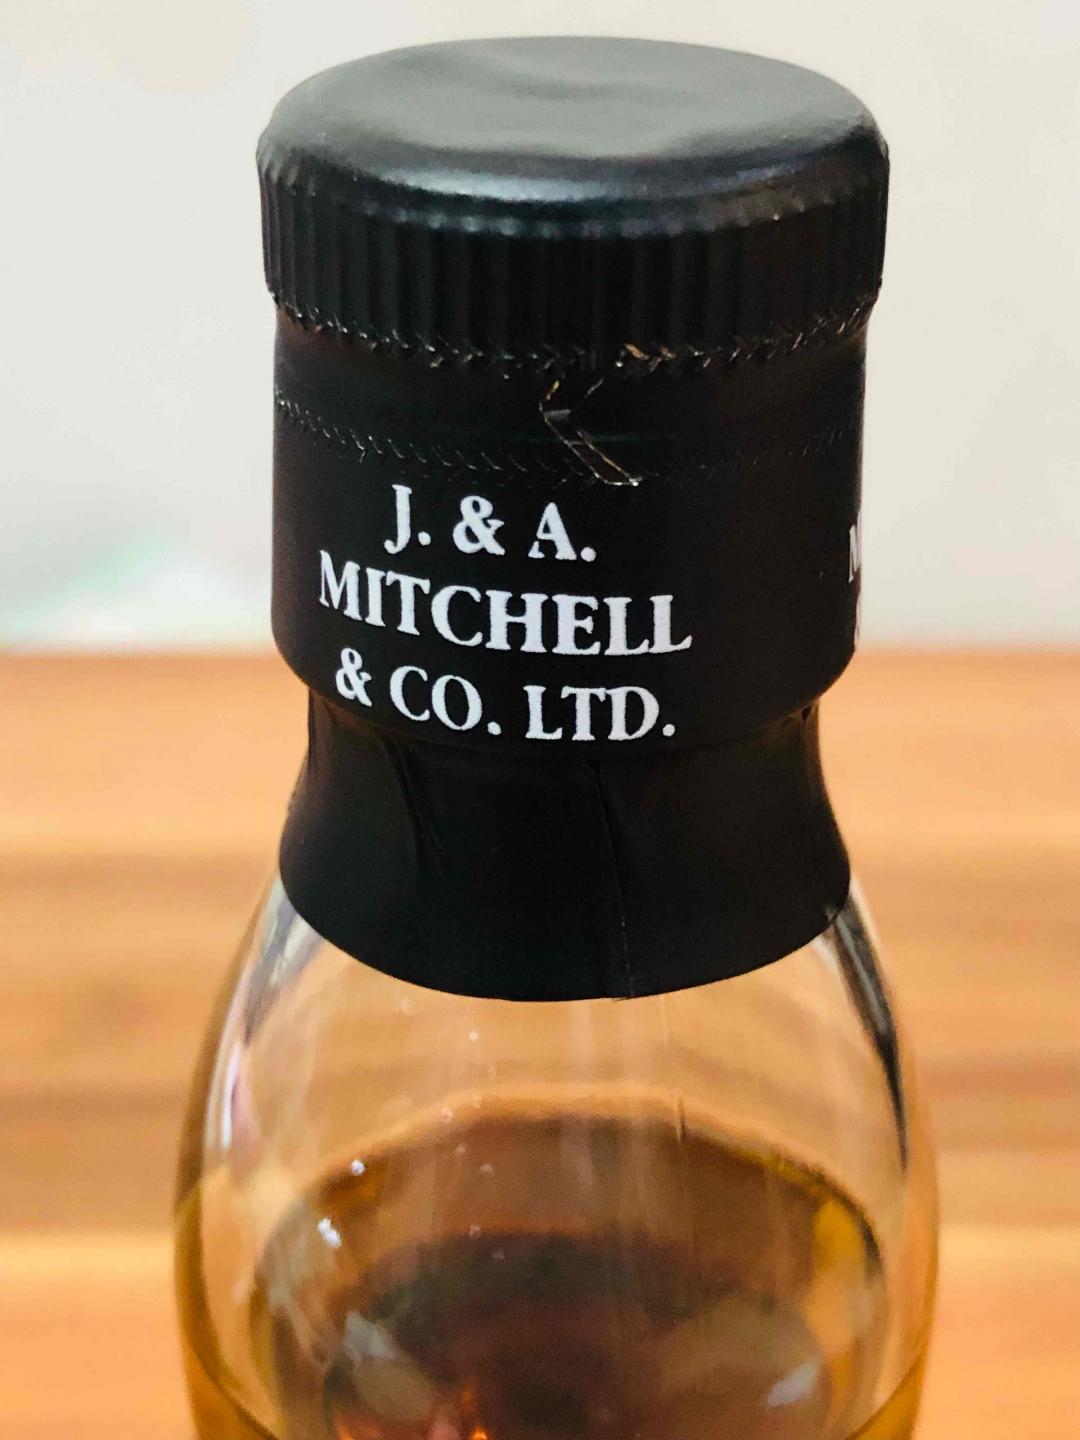 J. & A.
MITCHELL
& CO. LTD.